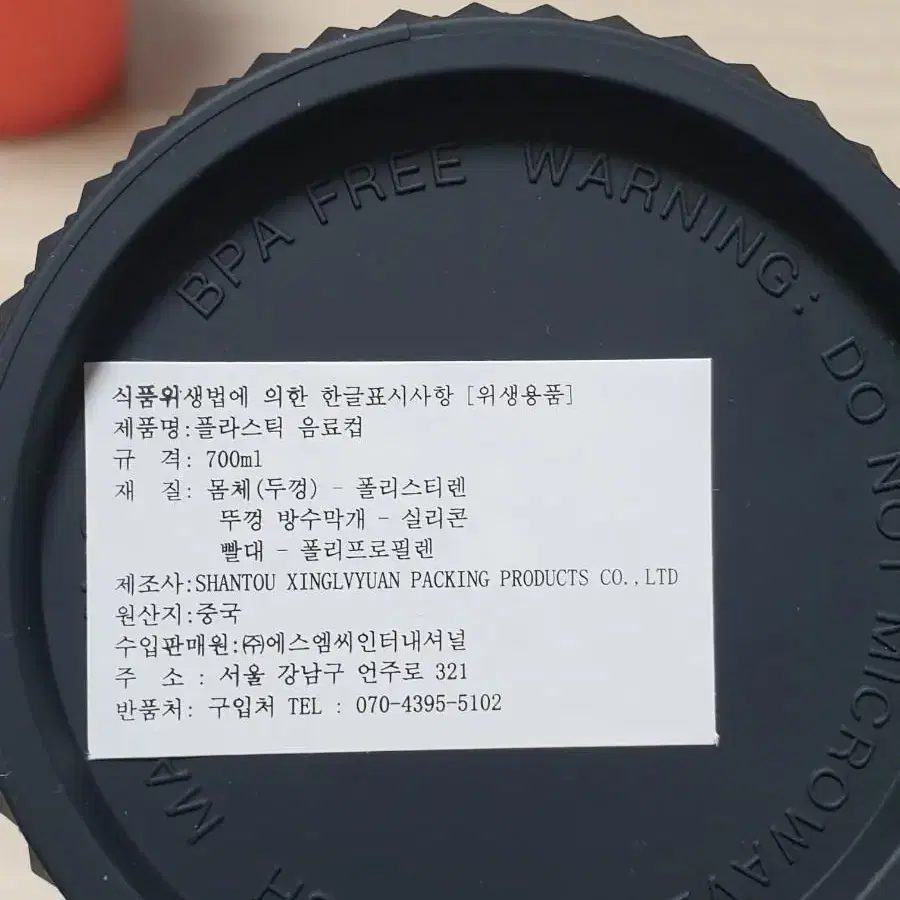 BPA FREE WARNING: DO NOT MICROWAVE
식품위생법에 의한 한글표시사항 [위생용품]
제품명:플라스틱 음료컵
규 격: 700ml
재 질: 몸체(두껑) - 폴리스티렌
뚜껑 방수막개 - 실리콘
빨대 - 폴리프로필렌
제조사:SHANTOU XINGLVYUAN PACKING PRODUCTS CO.,LTD
원산지:중국
수입판매원:㈜에스엠씨인터내셔널
주 소 : 서울 강남구 언주로 321
반품처: 구입처 TEL : 070-4395-5102